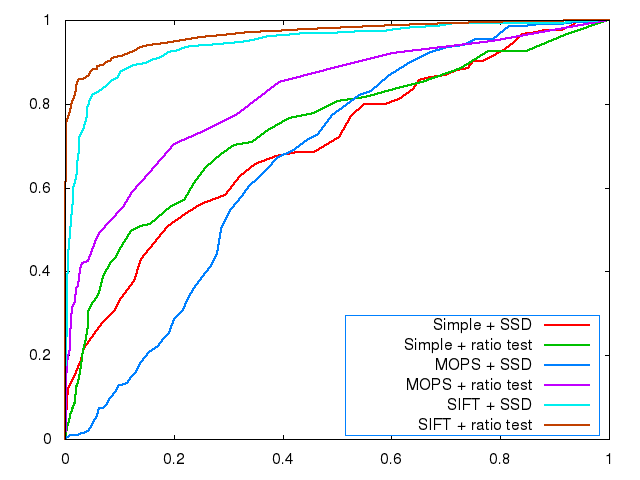 1
0.8
0.6
0.4
0.2
0
0 0.2 0.4 0.6 0.8 1
Simple + SSD
Simple + ratio test
MOPS + SSD
MOPS + ratio test
SIFT + SSD
SIFT + ratio test